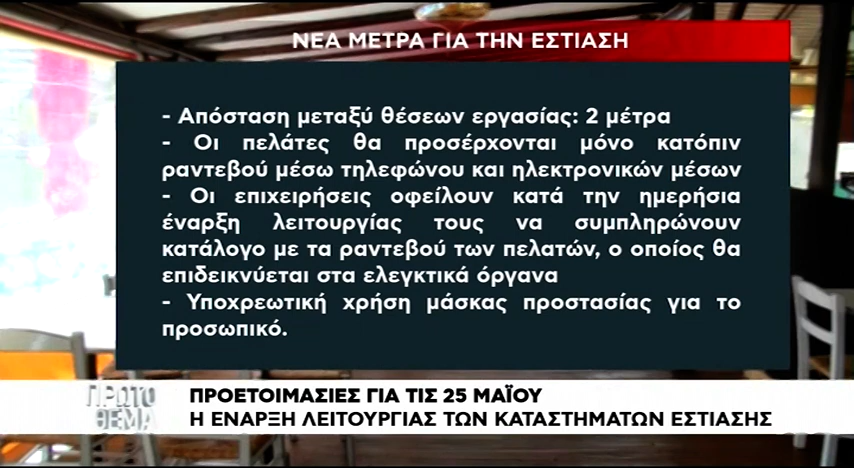 ΝΕΑ ΜΕΤΡΑ ΓΙΑ ΤΗΝ ΕΣΤΙΑΣΗ
- Απόσταση μεταξύ θέσεων εργασίας: 2 μέτρα
- Οι πελάτες θα προσέρχονται μόνο κατόπιν
ραντεβού μέσω τηλεφώνου και ηλεκτρονικών μέσων
- Οι επιχειρήσεις οφείλουν κατά την ημερήσια
έναρξη λειτουργίας τους να συμπληρώνουν
κατάλογο με τα ραντεβού των πελατών, ο οποίος θα
επιδεικνύεται στα ελεγκτικά όργανα
- Υποχρεωτική χρήση μάσκας προστασίας για το
προσωπικό.
ΠΡΩΤΟ
ΘΕΜΑ
ΠΡΟΕΤΟΙΜΑΣΙΕΣ ΓΙΑ ΤΙΣ 25 ΜΑΪΟΥ
Η ΕΝΑΡΞΗ ΛΕΙΤΟΥΡΓΙΑΣ ΤΩΝ ΚΑΤΑΣΤΗΜΑΤΩΝ ΕΣΤΙΑΣΗΣ